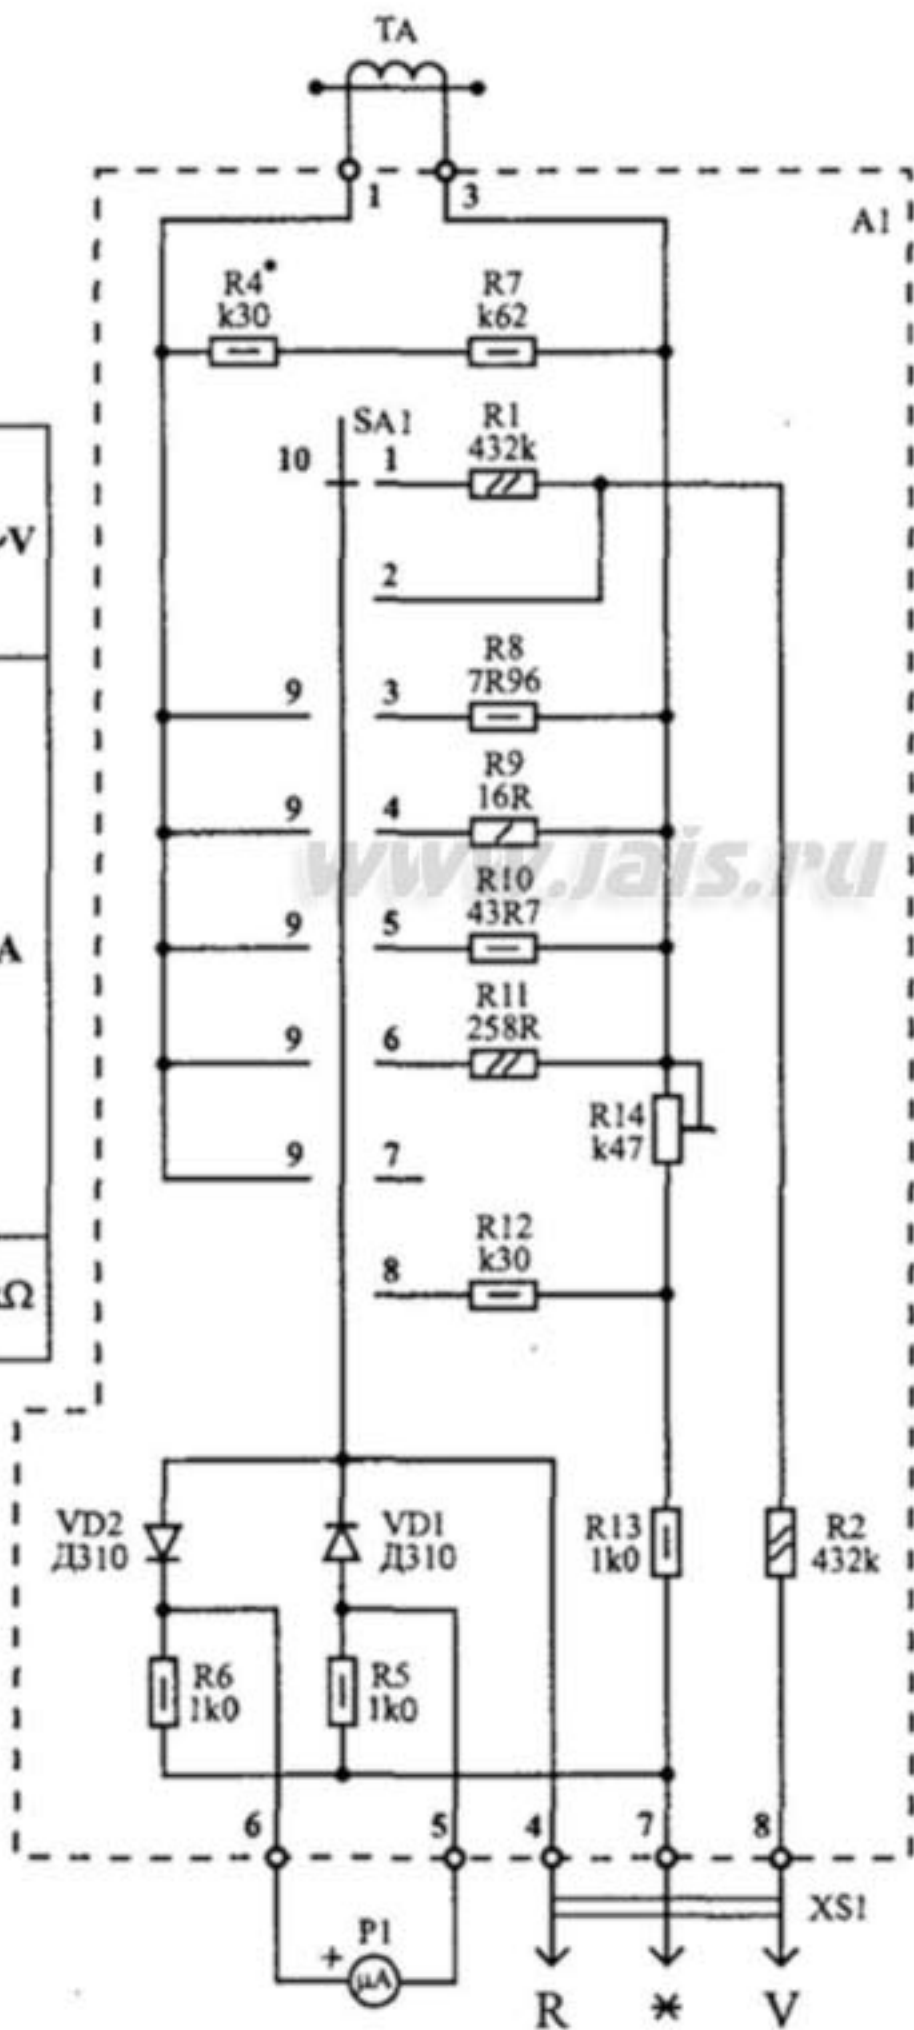 TA
1 3
A1
R4* R7
k30 k62
SA1 R1
10 1 432k
V
2
R8
9 3 7R96
R9
9 4 16R
www.jais.ru
R10
9 5 43R7
A
R11
9 6 258R
R14
k47
9 7
R12
8 k30
Ω
VD2 VD1 R13 R2
Д310 Д310 1k0 432k
R6 R5
1k0 1k0
6 5 4 7 8
XS1
P1
+
μA
R * V